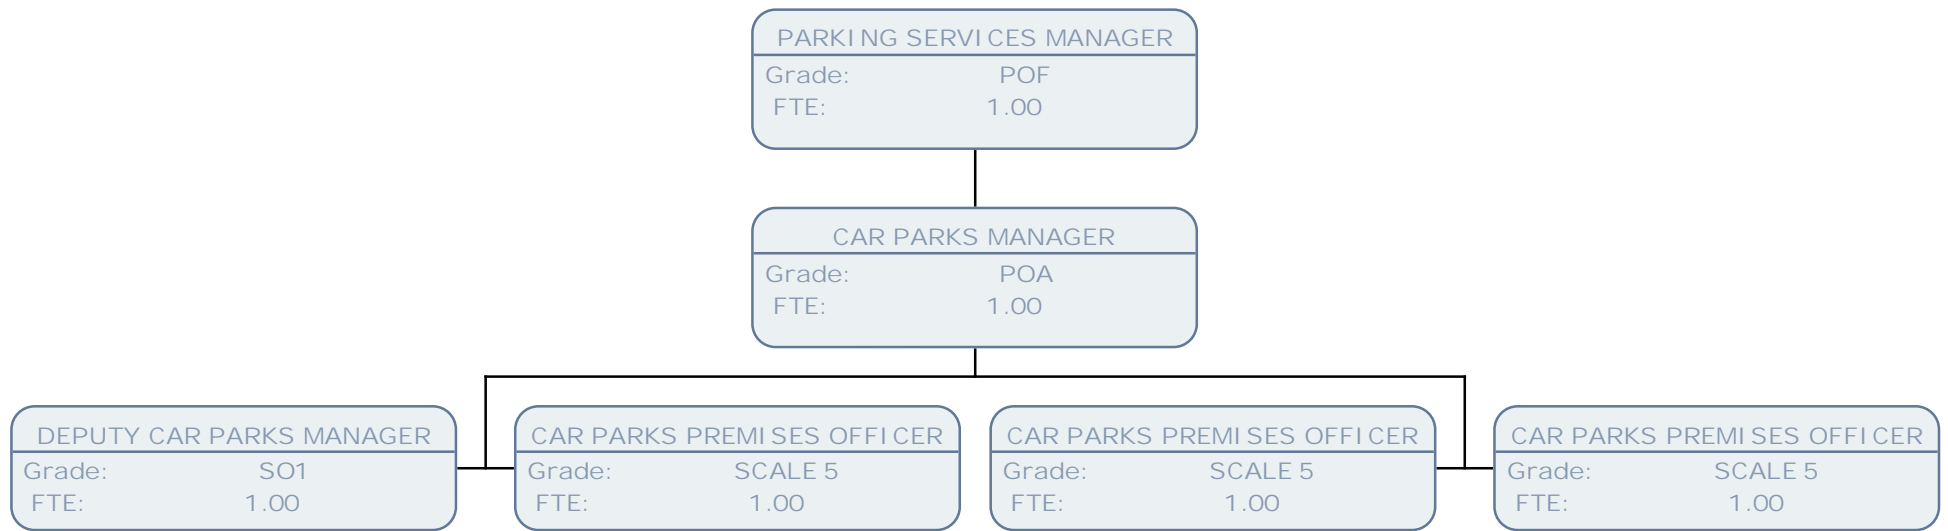 PARKING SERVICES MANAGER
Grade: POF
FTE: 1.00
CAR PARKS MANAGER
Grade: POA
FTE: 1.00
DEPUTY CAR PARKS MANAGER
Grade: SO1
FTE: 1.00
CAR PARKS PREMISES OFFICER
Grade: SCALE 5
FTE: 1.00
CAR PARKS PREMISES OFFICER
Grade: SCALE 5
FTE: 1.00
CAR PARKS PREMISES OFFICER
Grade: SCALE 5
FTE: 1.00